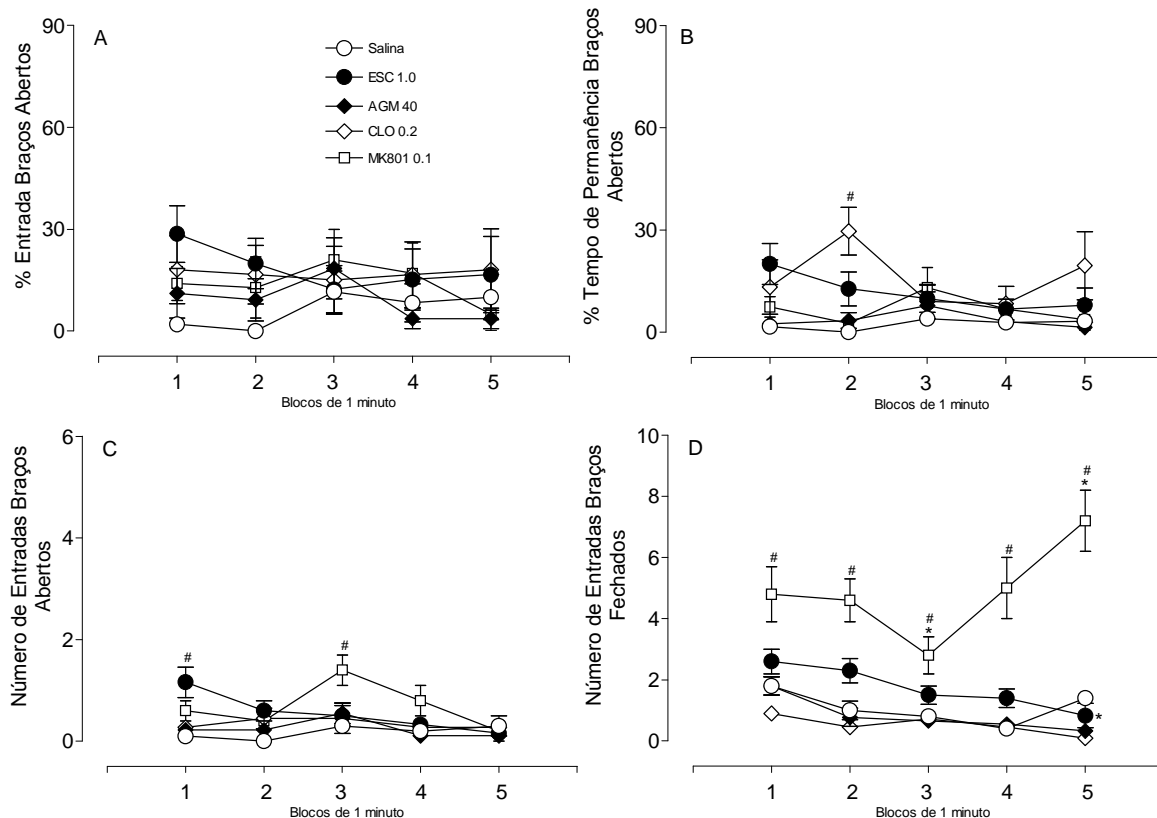 A
% Entrada Braços Abertos
90
60
30
0
Salina
ESC 1.0
AGM 40
CLO 0.2
MK801 0.1
1 2 3 4 5
Blocos de 1 minuto
B
% Tempo de Permanência Braços
Abertos
90
60
30
0
#
1 2 3 4 5
Blocos de 1 minuto
C
Número de Entradas Braços
Abertos
6
4
2
0
#
#
1 2 3 4 5
Blocos de 1 minuto
D
Número de Entradas Braços
Fechados
10
8
6
4
2
0
#
#
#
*
#
#
*
*
1 2 3 4 5
Blocos de 1 minuto